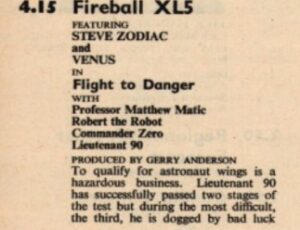 4.15 Fireball XL5
FEATURING
STEVE ZODIAC
and
VENUS
IN
Flight to Danger
WITH
Professor Matthew Matic
Robert the Robot
Commander Zero
Lieutenant 90
PRODUCED BY GERRY ANDERSON
To qualify for astronaut wings is a
hazardous business. Lieutenant 90
has successfully passed two stages of
the test but during the most difficult,
the third, he is dogged by bad luck